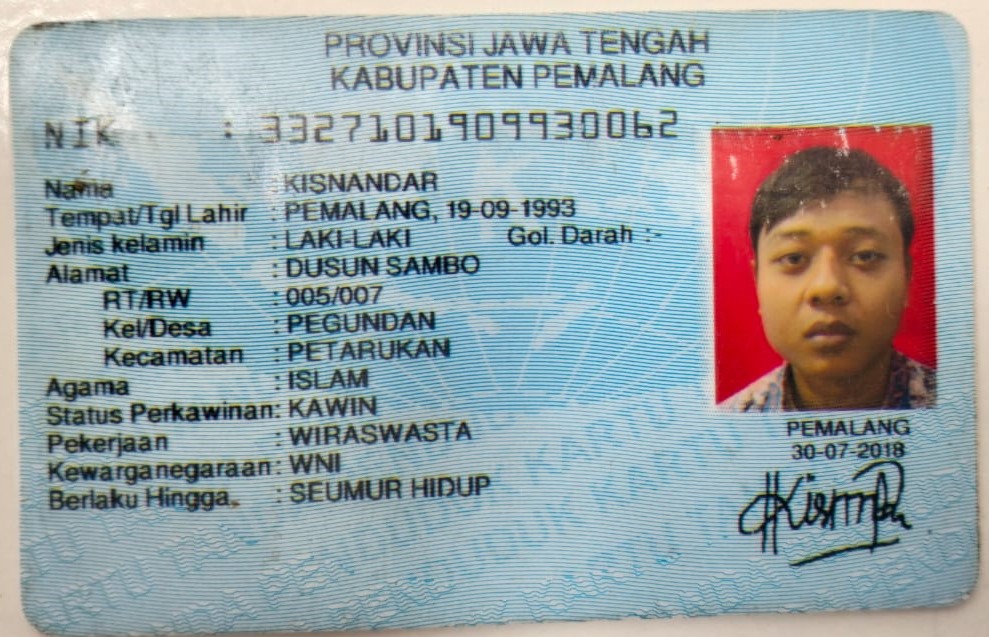 PROVINSI JAWA TENGAH
KABUPATEN PEMALANG
NIK : 3327101909930062
Nama : KISNANDAR
Tempat/Tgl Lahir : PEMALANG, 19-09-1993
Jenis kelamin : LAKI-LAKI Gol. Darah :-
Alamat : DUSUN SAMBO
RT/RW : 005/007
Kel/Desa : PEGUNDAN
Kecamatan : PETARUKAN
Agama : ISLAM
Status Perkawinan: KAWIN
Pekerjaan : WIRASWASTA
Kewarganegaraan: WNI
Berlaku Hingga : SEUMUR HIDUP
PEMALANG
30-07-2018